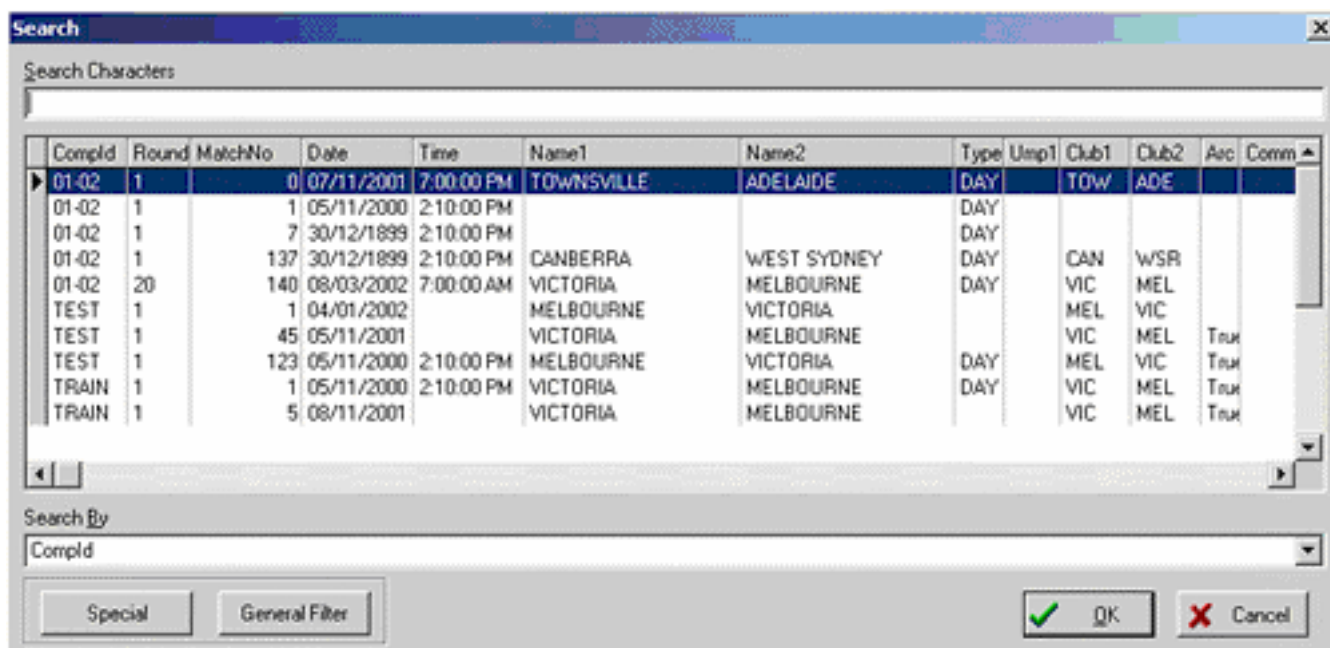 Search
Search Characters
CompId Round MatchNo Date Time Name1 Name2 Type Ump1 Club1 Club2 Arc Comm
01-02 1 0 07/11/2001 7:00:00 PM TOWNSVILLE ADELAIDE DAY TOW ADE
01-02 1 1 05/11/2000 2:10:00 PM DAY
01-02 1 7 30/12/1899 2:10:00 PM DAY
01-02 1 137 30/12/1899 2:10:00 PM CANBERRA WEST SYDNEY DAY CAN WSR
01-02 20 140 08/03/2002 7:00:00 AM VICTORIA MELBOURNE DAY VIC MEL
TEST 1 1 04/01/2002 MELBOURNE VICTORIA MEL VIC
TEST 1 45 05/11/2001 VICTORIA MELBOURNE VIC MEL True
TEST 1 123 05/11/2000 2:10:00 PM MELBOURNE VICTORIA DAY MEL VIC True
TRAIN 1 1 05/11/2000 2:10:00 PM VICTORIA MELBOURNE DAY VIC MEL True
TRAIN 1 5 08/11/2001 VICTORIA MELBOURNE VIC MEL True
Search By
CompId
Special General Filter OK Cancel